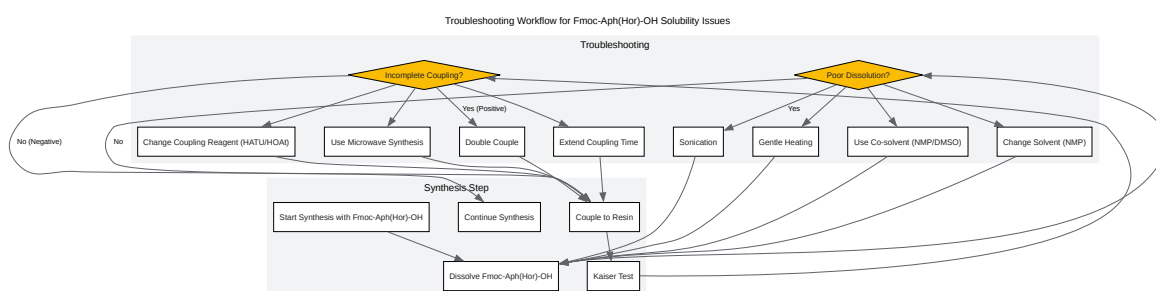 Troubleshooting Workflow for Fmoc-Aph(Hor)-OH Solubility Issues
Troubleshooting
Incomplete Coupling?
Poor Dissolution?
Yes (Positive)
Yes
No (Negative)
No
Change Coupling Reagent (HATU/HOAt)
Use Microwave Synthesis
Double Couple
Extend Coupling Time
Sonication
Gentle Heating
Use Co-solvent (NMP/DMSO)
Change Solvent (NMP)
Synthesis Step
Start Synthesis with Fmoc-Aph(Hor)-OH
Continue Synthesis
Couple to Resin
Dissolve Fmoc-Aph(Hor)-OH
Kaiser Test